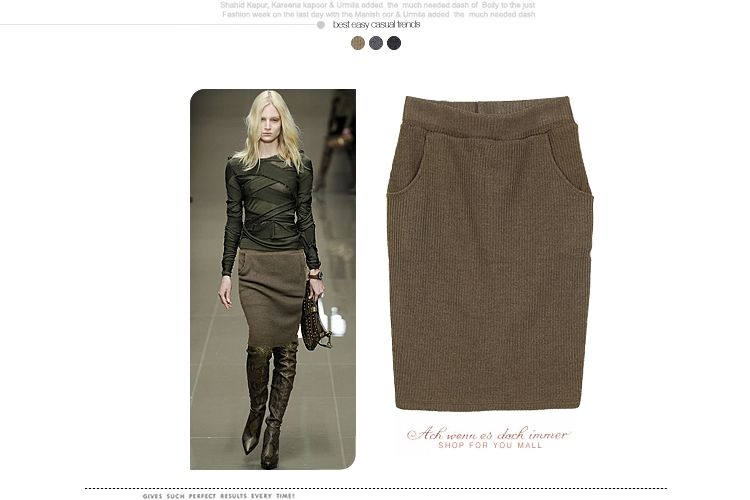 Shahid Kapur, Kareena kapoor & Urmila added the much needed dash of Bolly to the just
Fashion week on the last day with the Manish oor & Urmila added the much needed dash
best easy casual trends
Ach wenn es doch immer
SHOP FOR YOU MALL
GIVES SUCH PERFECT RESULTS EVERY TIME!